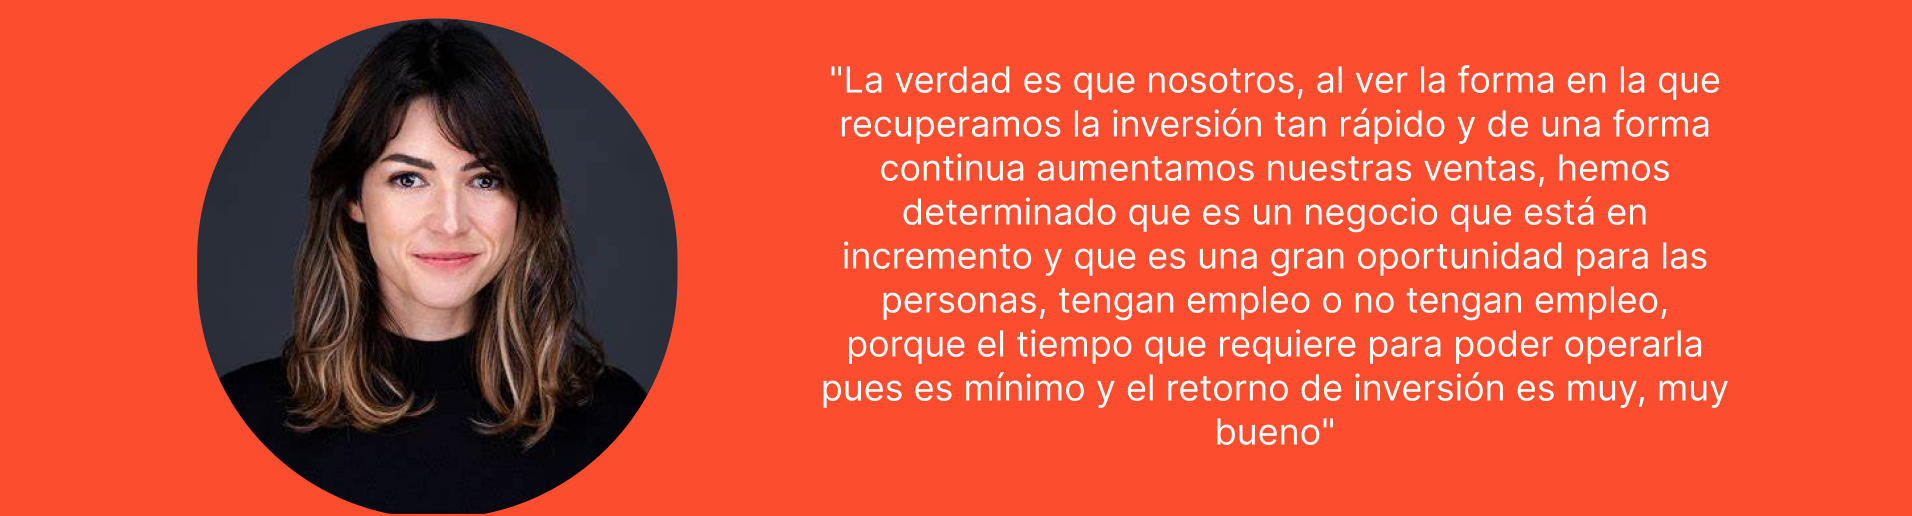 "La verdad es que nosotros, al ver la forma en la que
recuperamos la inversión tan rápido y de una forma
continua aumentamos nuestras ventas, hemos
determinado que es un negocio que está en
incremento y que es una gran oportunidad para las
personas, tengan empleo o no tengan empleo,
porque el tiempo que requiere para poder operarla
pues es mínimo y el retorno de inversión es muy, muy
bueno"